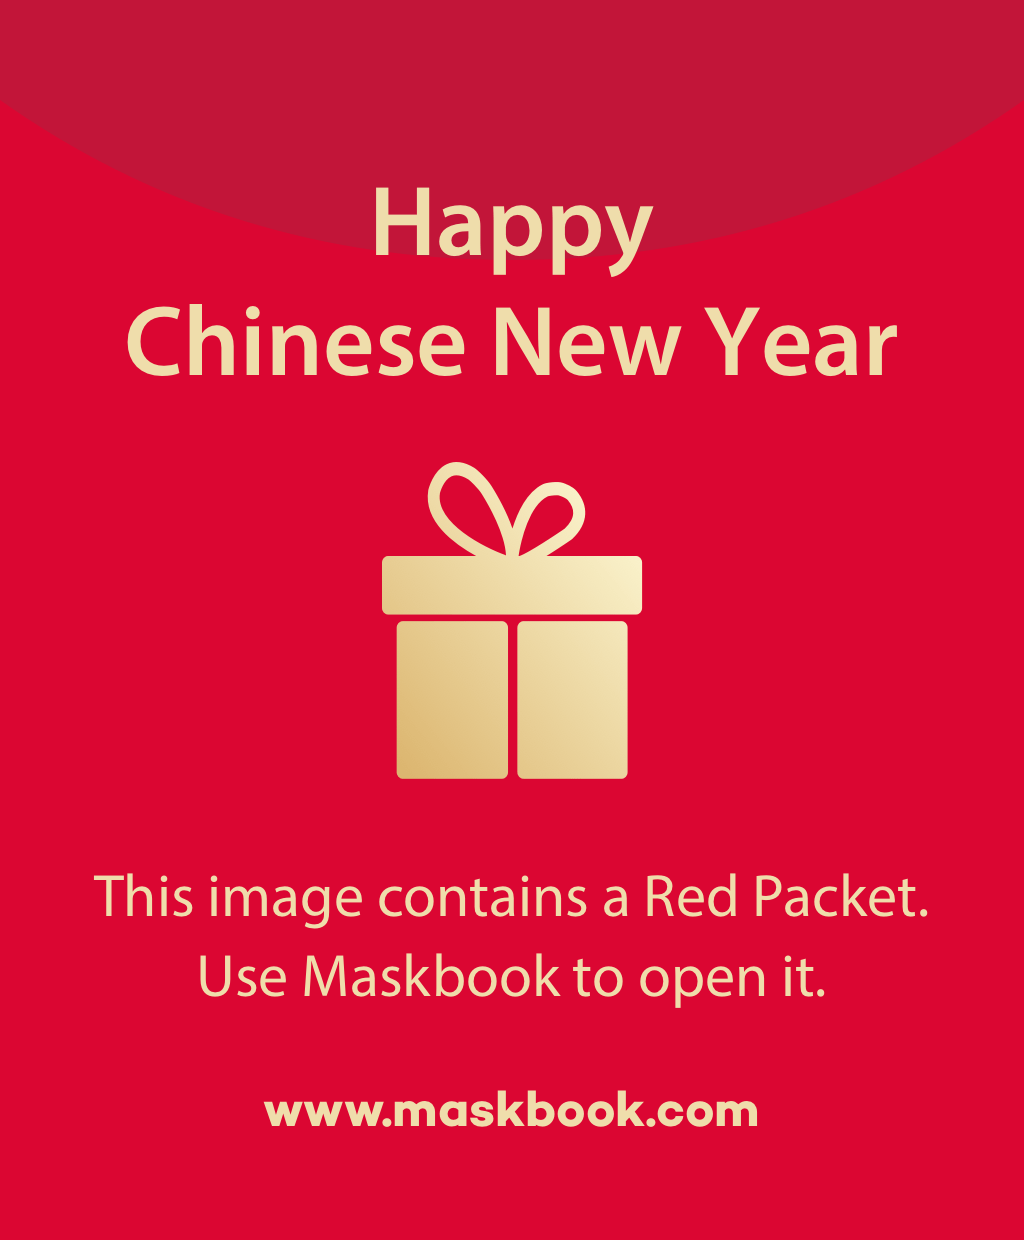 Happy
Chinese New Year
This image contains a Red Packet.
Use Maskbook to open it.
www.maskbook.com